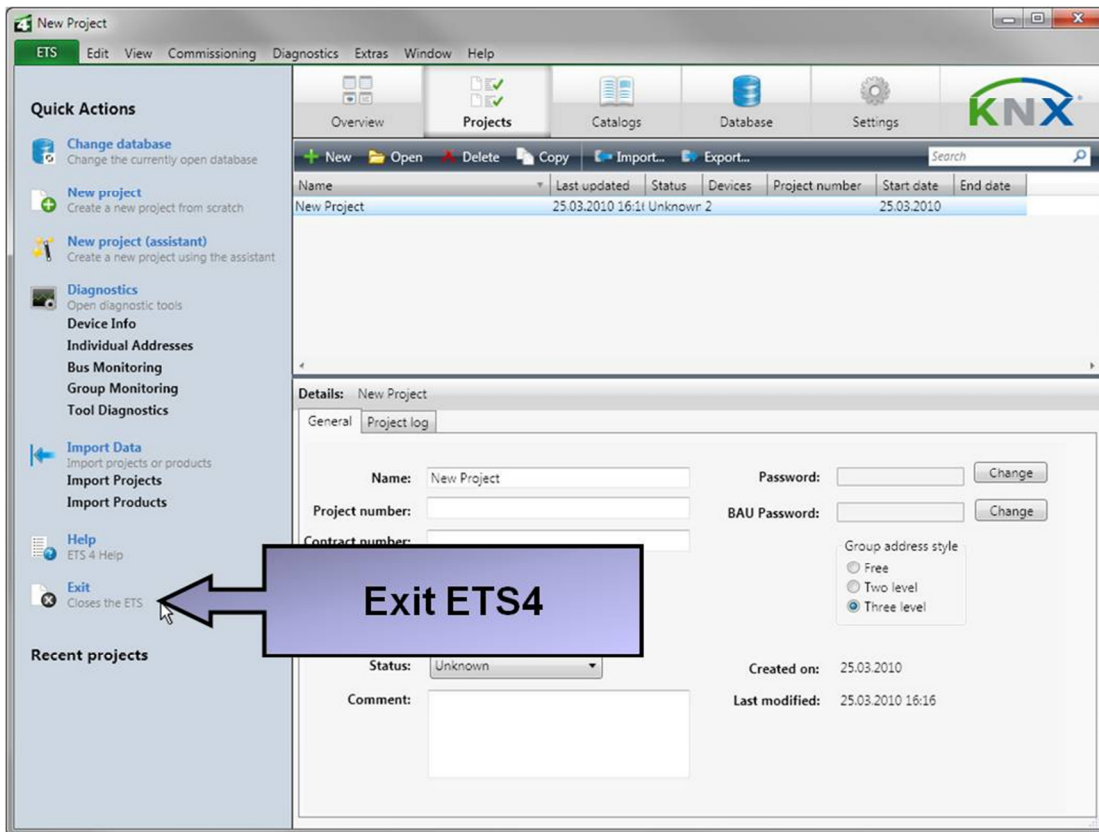 New Project
ETS Edit View Commissioning Diagnostics Extras Window Help
Quick Actions
Change database
Change the currently open database
New project
Create a new project from scratch
New project (assistant)
Create a new project using the assistant
Diagnostics
Open diagnostic tools
Device Info
Individual Addresses
Bus Monitoring
Group Monitoring
Tool Diagnostics
Import Data
Import projects or products
Import Projects
Import Products
Help
ETS 4 Help
Exit
Closes the ETS
Recent projects
Overview Projects Catalogs Database Settings KNX
New Open Delete Copy Import... Export... Search
Name Last updated Status Devices Project number Start date End date
New Project 25.03.2010 16:1 Unknown 2 25.03.2010
Details: New Project
General Project log
Name: New Project Password: Change
Project number: BAU Password: Change
Contract number: Group address style
Free
Two level
Three level
Exit ETS4
Status: Unknown Created on: 25.03.2010
Comment: Last modified: 25.03.2010 16:16